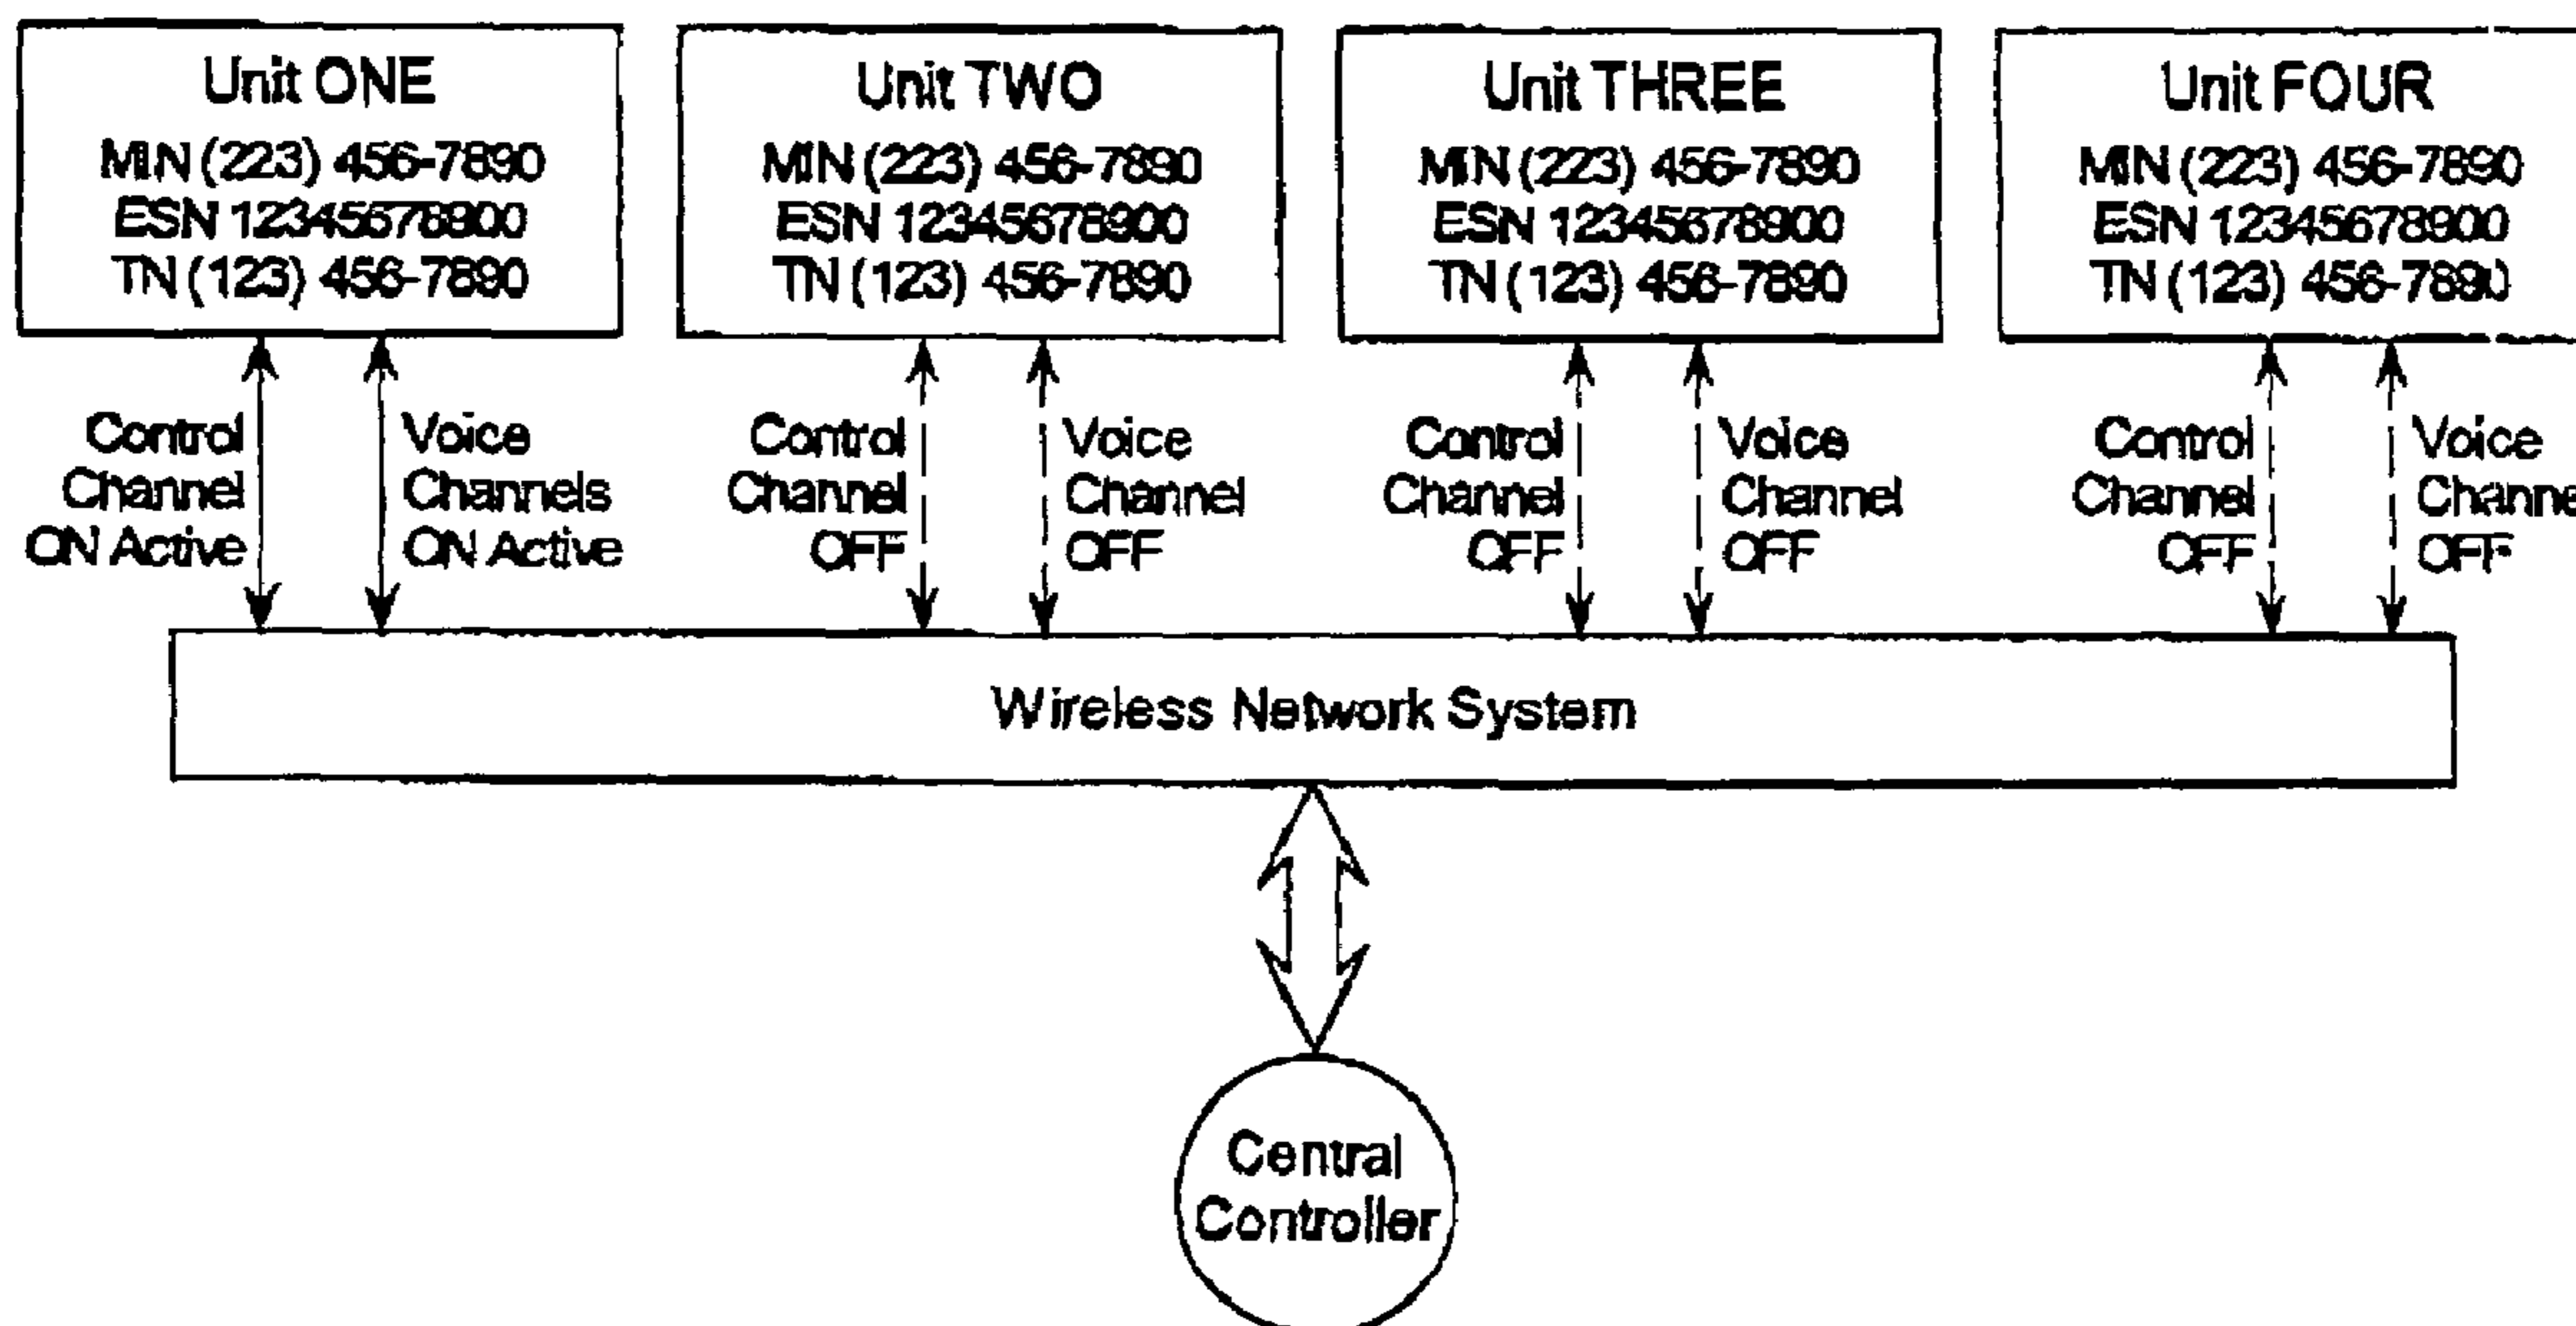 Unit ONE
MIN (223) 456-7890
ESN 12345678900
TN (123) 456-7890
Unit TWO
MIN (223) 456-7890
ESN 12345678900
TN (123) 456-7890
Unit THREE
MIN (223) 456-7890
ESN 12345678900
TN (123) 456-7890
Unit FOUR
MIN (223) 456-7890
ESN 12345678900
TN (123) 456-7890
Control
Channel
ON Active
Voice
Channels
ON Active
Control
Channel
OFF
Voice
Channel
OFF
Control
Channel
OFF
Voice
Channel
OFF
Control
Channel
OFF
Voice
Channe
OFF
Wireless Network System
Central
Controller